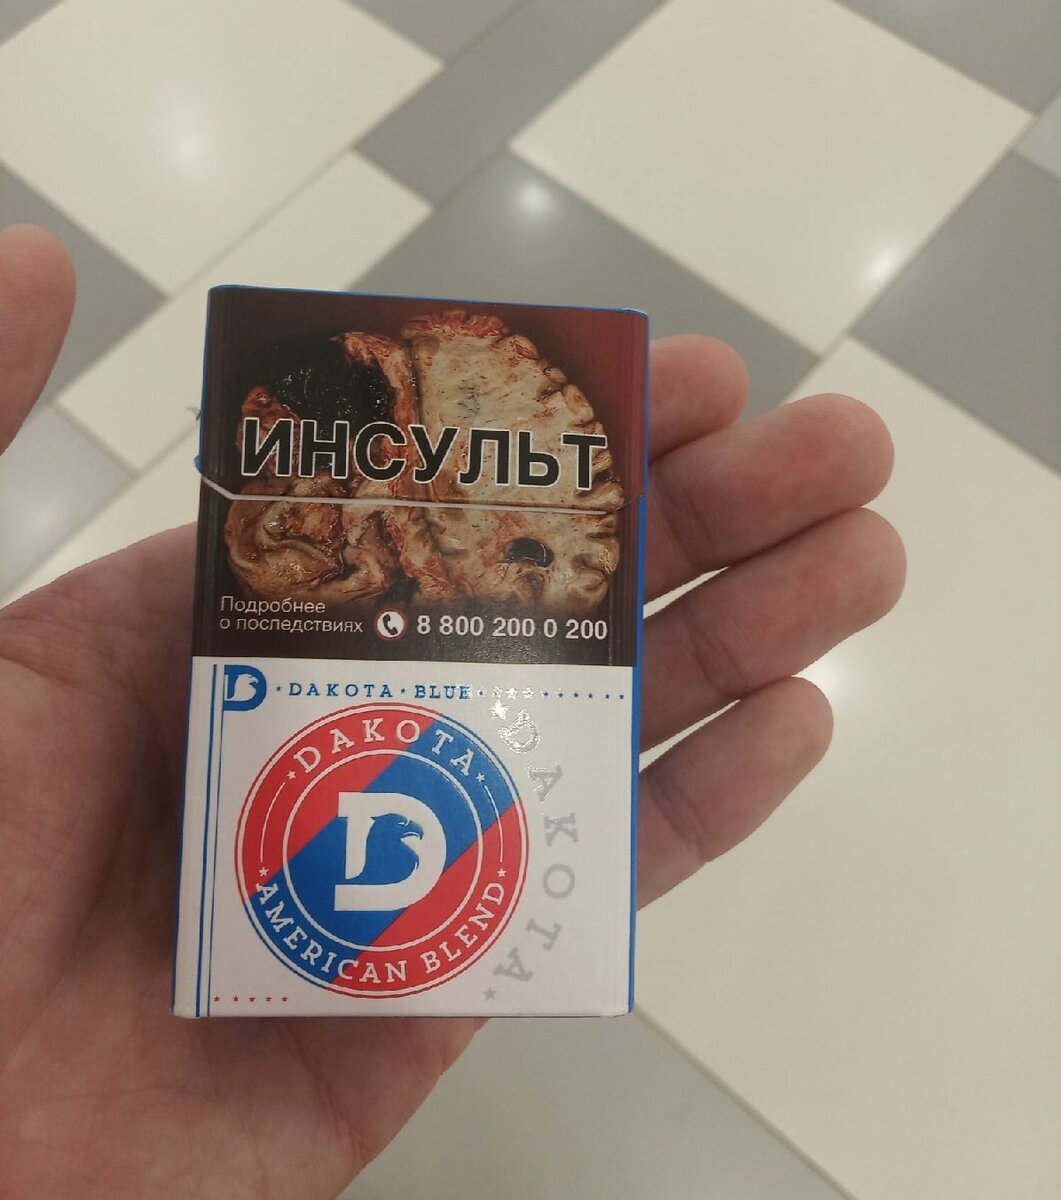 ИНСУЛЬТ
Подробнее
о последствиях
8 800 200 0 200
D
DAKOTA BLUE
DAKOTA
D
AMERICAN BLEND
DAKOTA